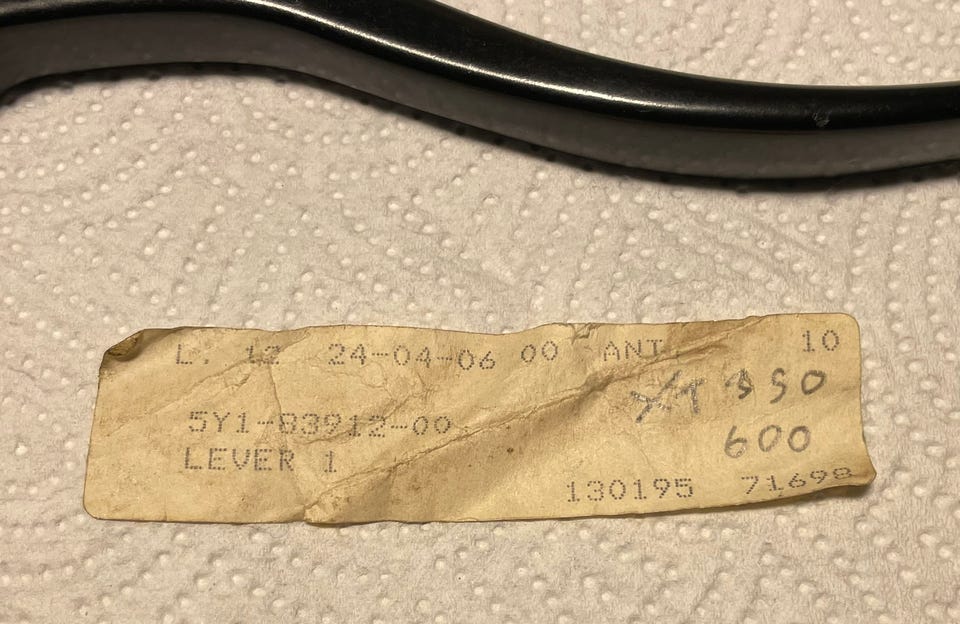 L. 12 24-04-06 00 ANT. 10
XT 350
5Y1-83912-00
600
LEVER 1
130195 71698